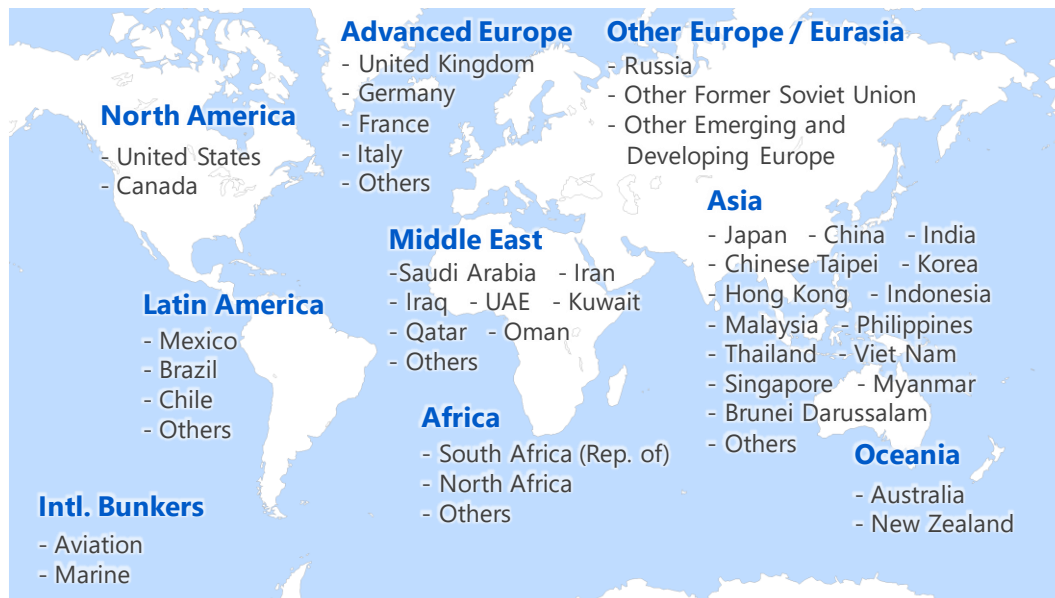 Advanced Europe
- United Kingdom
- Germany
- France
- Italy
- Others
Other Europe / Eurasia
- Russia
- Other Former Soviet Union
- Other Emerging and
Developing Europe
North America
- United States
- Canada
Asia
- Japan - China - India
- Chinese Taipei - Korea
- Hong Kong - Indonesia
- Malaysia - Philippines
- Thailand - Viet Nam
- Singapore - Myanmar
- Brunei Darussalam
- Others
Middle East
-Saudi Arabia - Iran
- Iraq - UAE - Kuwait
- Qatar - Oman
- Others
Latin America
- Mexico
- Brazil
- Chile
- Others
Africa
- South Africa (Rep. of)
- North Africa
- Others
Oceania
- Australia
- New Zealand
Intl. Bunkers
- Aviation
- Marine